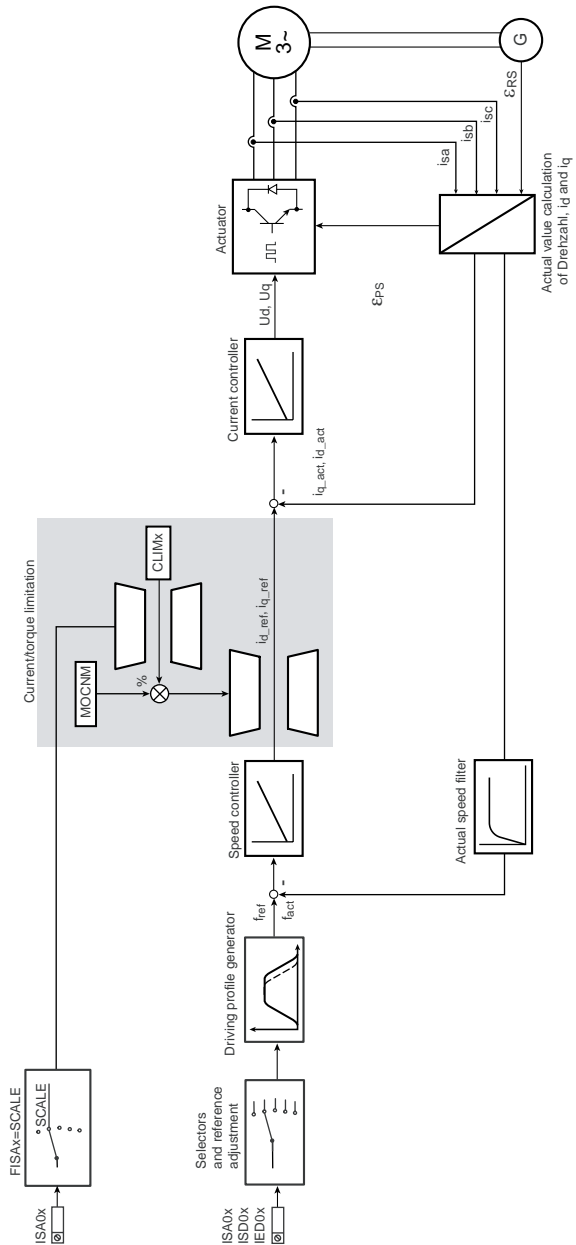 ISA0x
FISAx=SCALE
SCALE
Current/torque limitation
MOCNM
%
CLIMx
ISA0x
ISD0x
IED0x
Selectors
and reference
adjustment
Driving profile generator
fref
fact
-
Speed controller
id_ref, iq_ref
-
iq_act, id_act
Current controller
Ud, Uq
Actuator
M
3~
isa
isb
isc
εRS
G
εPS
Actual speed filter
Actual value calculation
of Drehzahl, id and iq